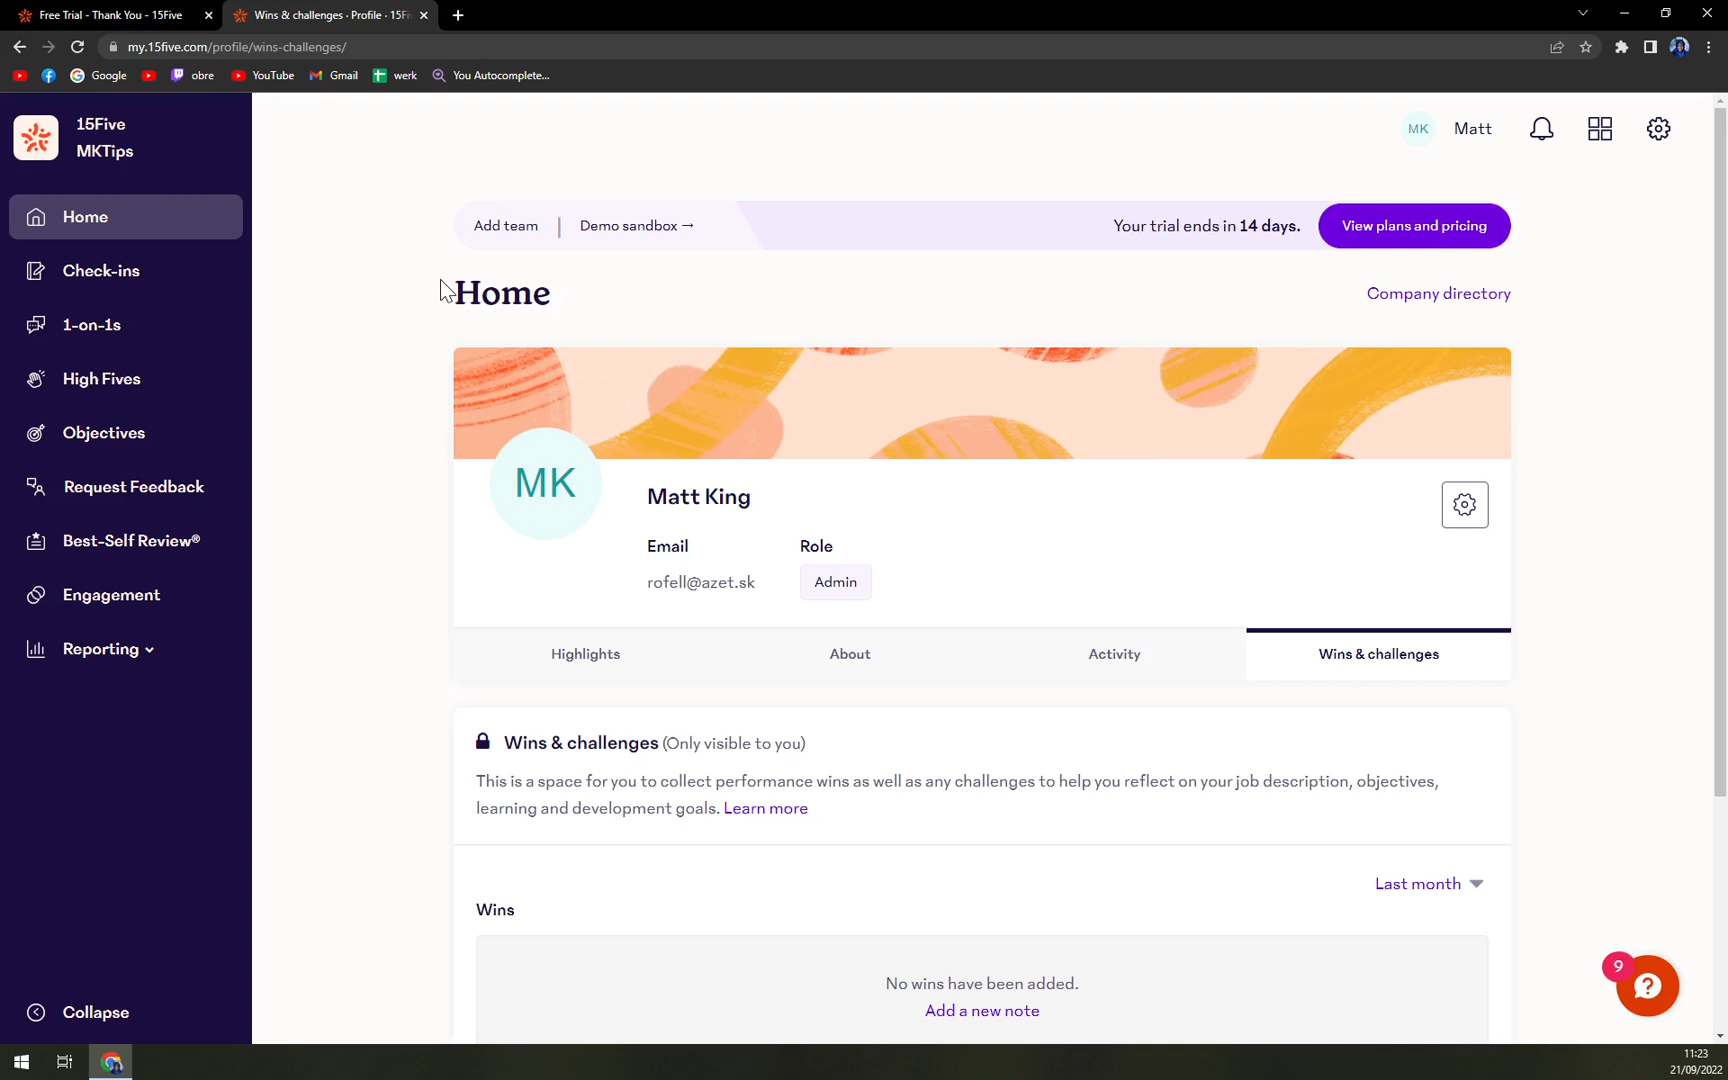 Free Trial - Thank You - 15Five
Wins & challenges · Profile · 15Fi
my.15five.com/profile/wins-challenges/
Google
obre
YouTube
Gmail
werk
You Autocomplete...
15Five
MKTips
MK
Matt
Home
Check-ins
1-on-1s
High Fives
Objectives
Request Feedback
Best-Self Review®
Engagement
Reporting
Collapse
Add team
Demo sandbox →
Your trial ends in 14 days.
View plans and pricing
Home
Company directory
MK
Matt King
Email
Role
rofell@azet.sk
Admin
Highlights
About
Activity
Wins & challenges
Wins & challenges (Only visible to you)
This is a space for you to collect performance wins as well as any challenges to help you reflect on your job description, objectives,
learning and development goals. Learn more
Last month
Wins
No wins have been added.
Add a new note
9
11:23
21/09/2022